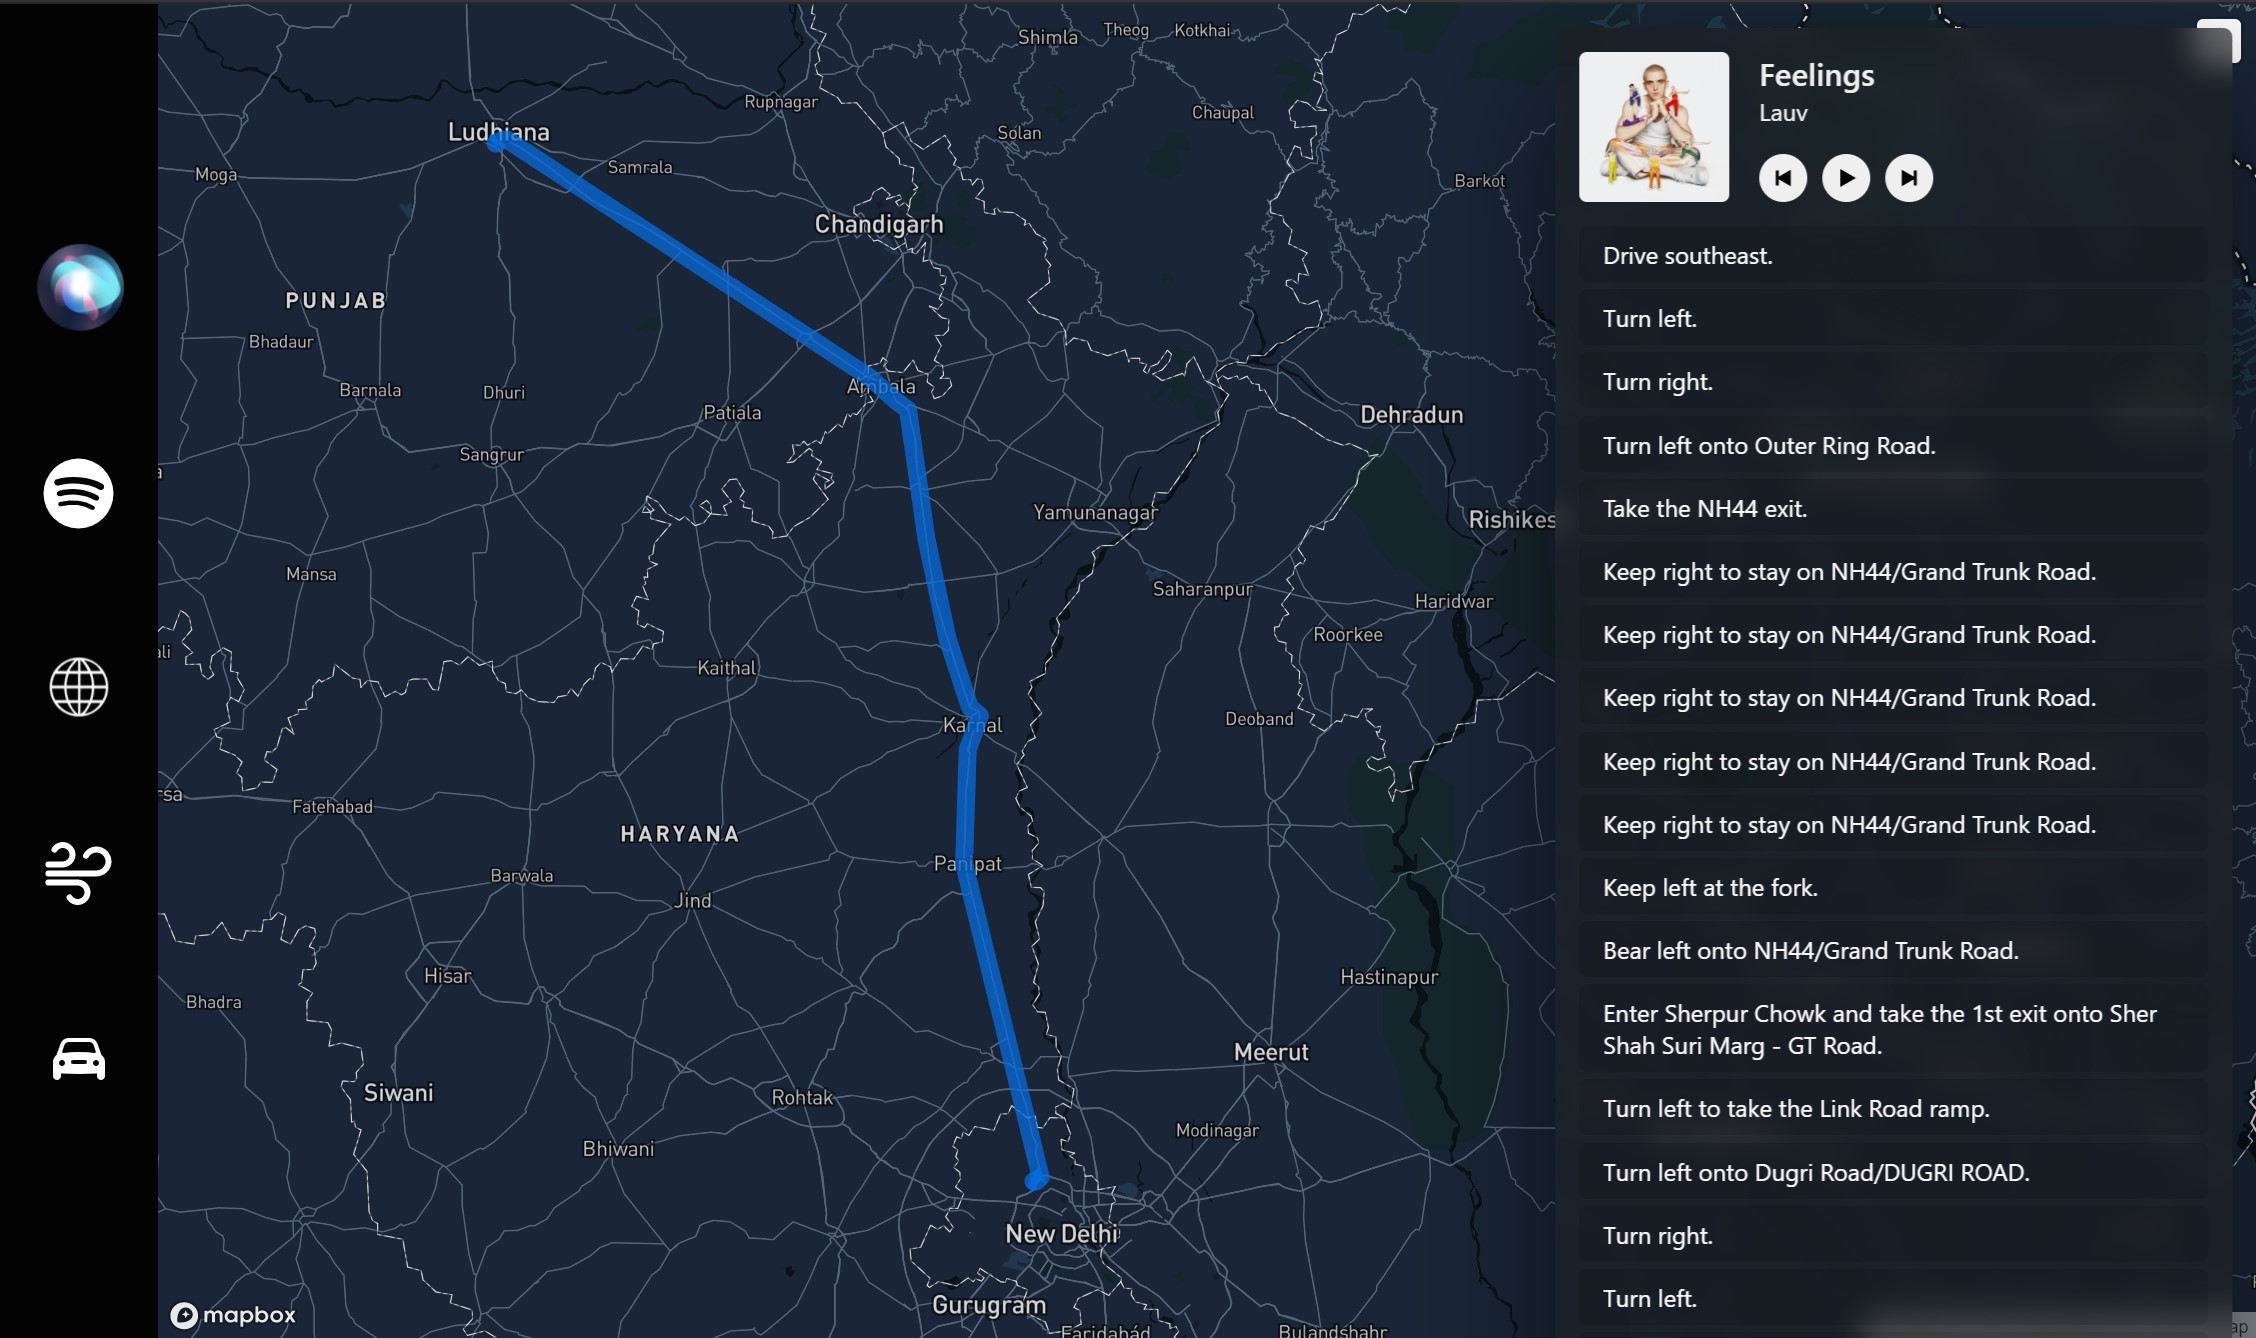 Shimla
Theog
Kotkhai
Rupnagar
Chaupal
Ludhiana
Solan
Samrala
Moga
Barkot
Chandigarh
PUNJAB
Bhadaur
Ambala
Barnala
Dhuri
Patiala
Dehradun
Sangrur
Yamunanagar
Rishikes
Mansa
Saharanpur
Haridwar
Roorkee
ali
Kaithal
Deoband
Karnal
rsa
Fatehabad
HARYANA
Panipat
Barwala
Jind
Hisar
Hastinapur
Bhadra
Meerut
Siwani
Rohtak
Modinagar
Bhiwani
New Delhi
Gurugram
mapbox
Faridabád
Bulandshahr
Feelings
Lauv
Drive southeast.
Turn left.
Turn right.
Turn left onto Outer Ring Road.
Take the NH44 exit.
Keep right to stay on NH44/Grand Trunk Road.
Keep right to stay on NH44/Grand Trunk Road.
Keep right to stay on NH44/Grand Trunk Road.
Keep right to stay on NH44/Grand Trunk Road.
Keep right to stay on NH44/Grand Trunk Road.
Keep left at the fork.
Bear left onto NH44/Grand Trunk Road.
Enter Sherpur Chowk and take the 1st exit onto Sher
Shah Suri Marg - GT Road.
Turn left to take the Link Road ramp.
Turn left onto Dugri Road/DUGRI ROAD.
Turn right.
Turn left.